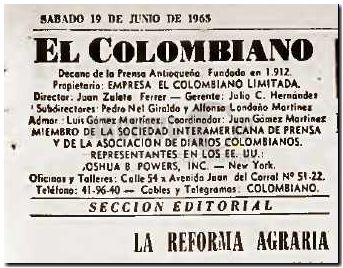 SABADO 19 DE JUNIO DE 1965
EL COLOMBIANO
Decano de la Prensa Antioqueña. Fundado en 1.912.
Propietario: EMPRESA EL COLOMBIANO LIMITADA.
Director: Juan Zuleta Ferrer — Gerente: Julio C. Hernández
Subdirectores: Pedro Nel Giraldo y Alfonso Londoño Martínez
Admor: Luis Gómez Martínez. Coordinador: Juan Gómez Martínez
MIEMBRO DE LA SOCIEDAD INTERAMERICANA DE PRENSA
Y DE LA ASOCIACION DE DIARIOS COLOMBIANOS.
REPRESENTANTES EN LOS EE. UU.:
JOSHUA B. POWERS, INC. — New York.
Oficinas y Talleres: Calle 54 x Avenida Juan del Corral Nº 51-22.
Teléfono: 41-96-40 — Cables y Telegramas: COLOMBIANO.
SECCION EDITORIAL
LA REFORMA AGRARIA